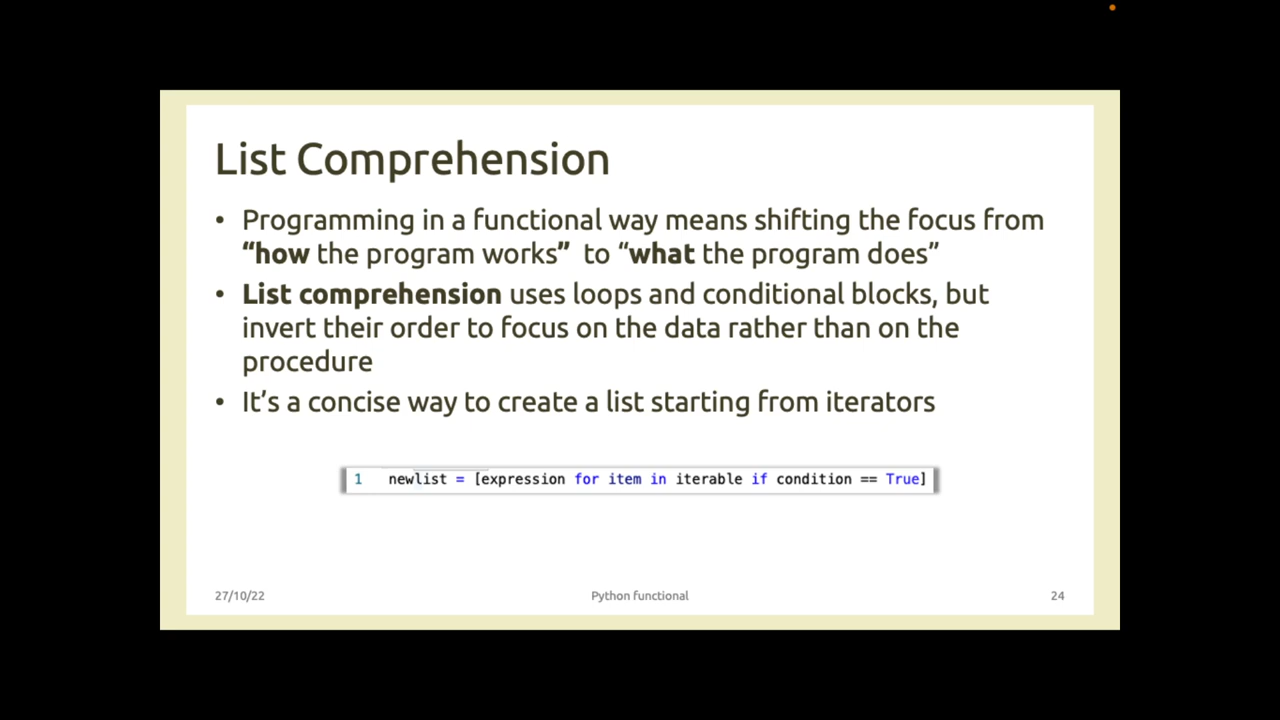 List Comprehension
• Programming in a functional way means shifting the focus from
“how the program works” to “what the program does”
• List comprehension uses loops and conditional blocks, but
invert their order to focus on the data rather than on the
procedure
• It’s a concise way to create a list starting from iterators
1 newlist = [expression for item in iterable if condition == True]
27/10/22 Python functional 24